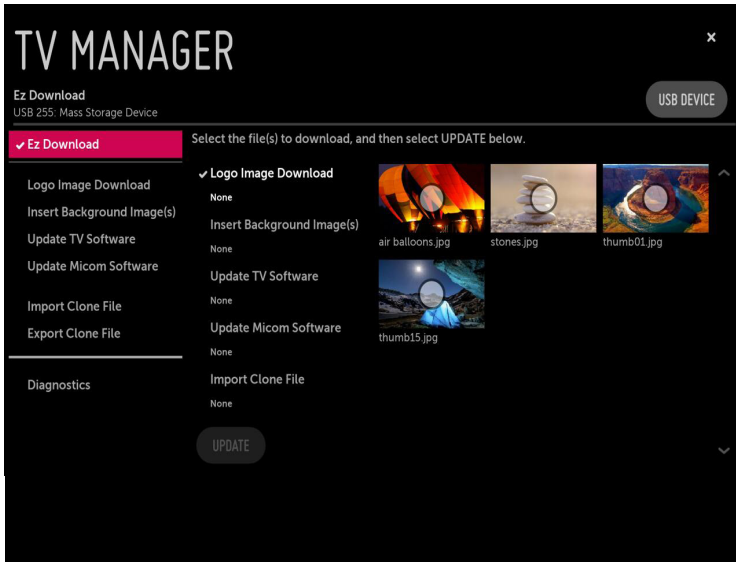 TV MANAGER
×
Ez Download
USB 255: Mass Storage Device
USB DEVICE
✔ Ez Download
Logo Image Download
Insert Background Image(s)
Update TV Software
Update Micom Software
Import Clone File
Export Clone File
Diagnostics
Select the file(s) to download, and then select UPDATE below.
✔ Logo Image Download
None
Insert Background Image(s)
None
Update TV Software
None
Update Micom Software
None
Import Clone File
None
UPDATE
air balloons.jpg
stones.jpg
thumb01.jpg
thumb15.jpg